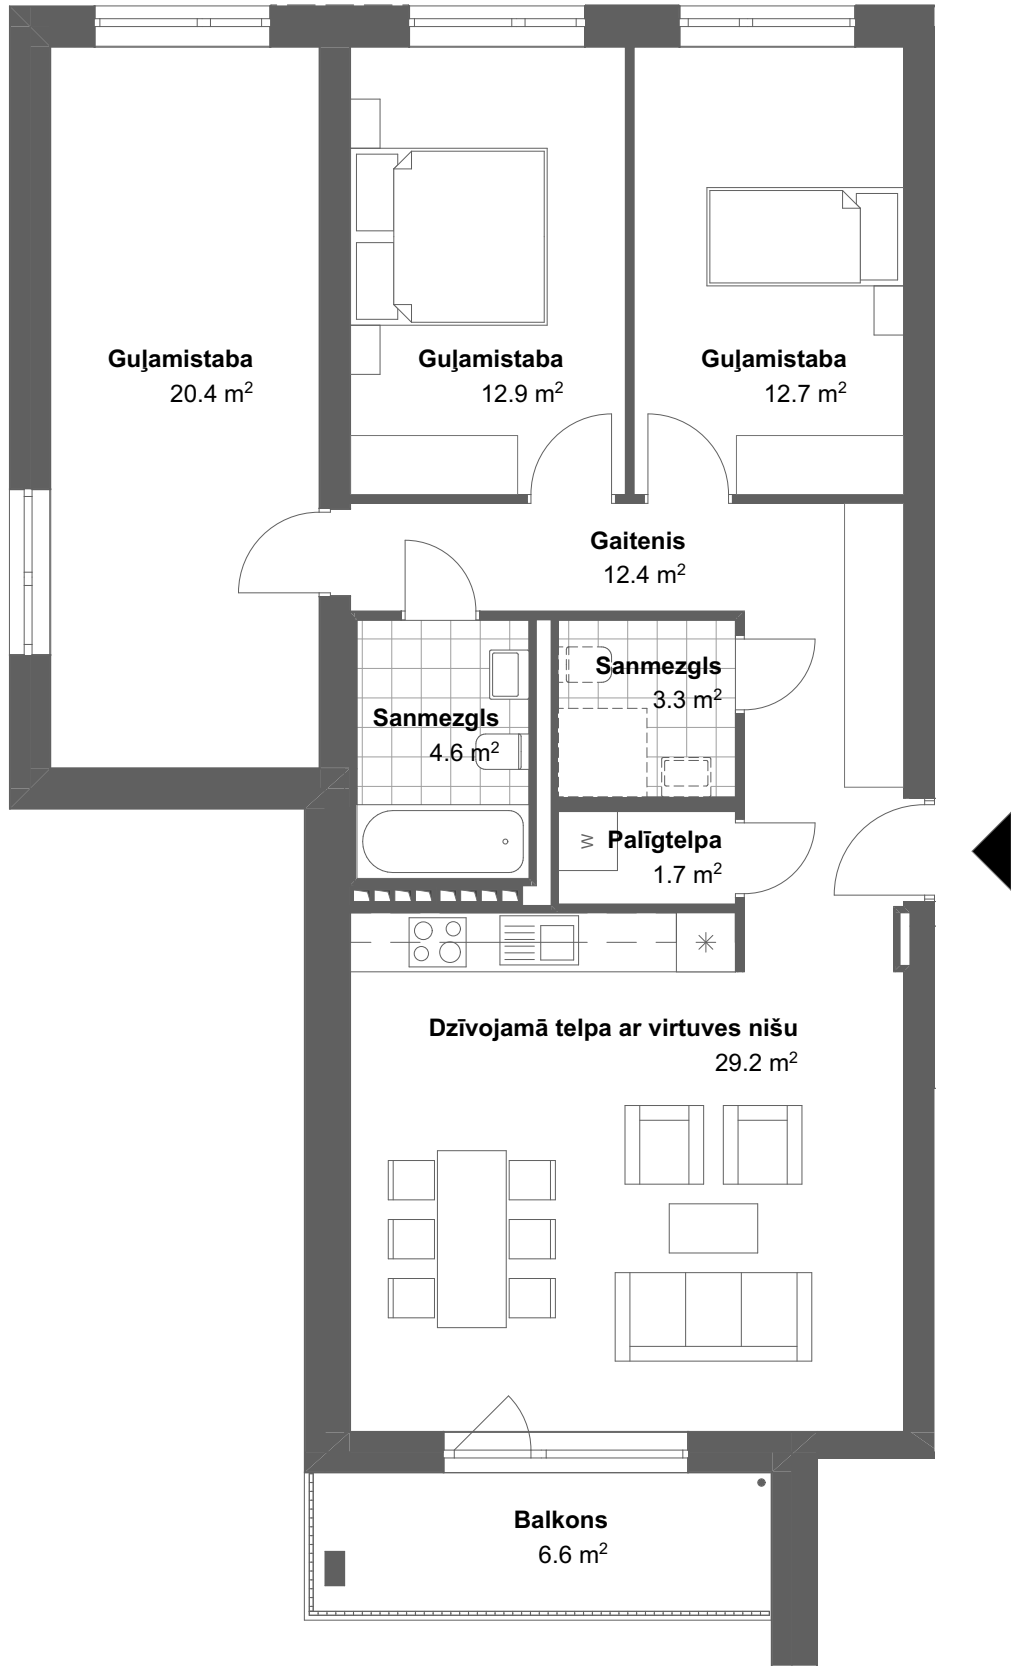 Guļamistaba
20.4 m²
Guļamistaba
12.9 m²
Guļamistaba
12.7 m²
Gaitenis
12.4 m²
Sanmezgls
3.3 m²
Sanmezgls
4.6 m²
W
Palīgtelpa
1.7 m²
Dzīvojamā telpa ar virtuves nišu
29.2 m²
Balkons
6.6 m²